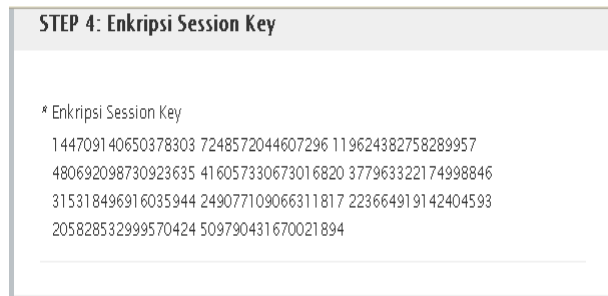 STEP 4: Enkripsi Session Key
* Enkripsi Session Key
144709140650378303 7248572044607296 119624382758289957
480692098730923635 416057330673016820 377963322174998846
315318496916035944 249077109066311817 223664919142404593
205828532999570424 509790431670021894